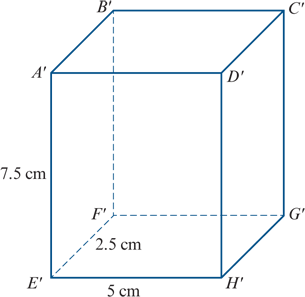 B′ C′
A′ D′
7.5 cm
F′ G′
2.5 cm
E′ H′
5 cm